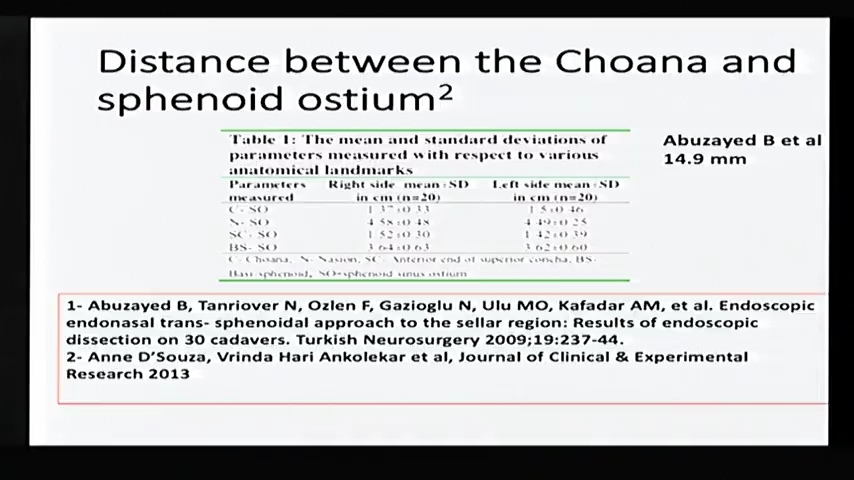 Distance between the Choana and
sphenoid ostium2
Table 1: The mean and standard deviations of
parameters measured with respect to various
anatomical landmarks
Abuzayed B et al
14.9 mm
Parameters Right side mean±SD Left side mean±SD
measured in cm (n=20) in cm (n=20)
C- SO 1.37±0.33 1.5±0.46
N- SO 4.58±0.48 4.49±0.25
SC- SO 1.52±0.30 1.42±0.39
BS- SO 3.64±0.63 3.62±0.60
C- Choana, N- Nasion, SC- Anterior end of superior concha, BS-
Basi-sphenoid, SO=sphenoid sinus ostium
1- Abuzayed B, Tanriover N, Ozlen F, Gazioglu N, Ulu MO, Kafadar AM, et al. Endoscopic
endonasal trans- sphenoidal approach to the sellar region: Results of endoscopic
dissection on 30 cadavers. Turkish Neurosurgery 2009;19:237-44.
2- Anne D'Souza, Vrinda Hari Ankolekar et al, Journal of Clinical & Experimental
Research 2013